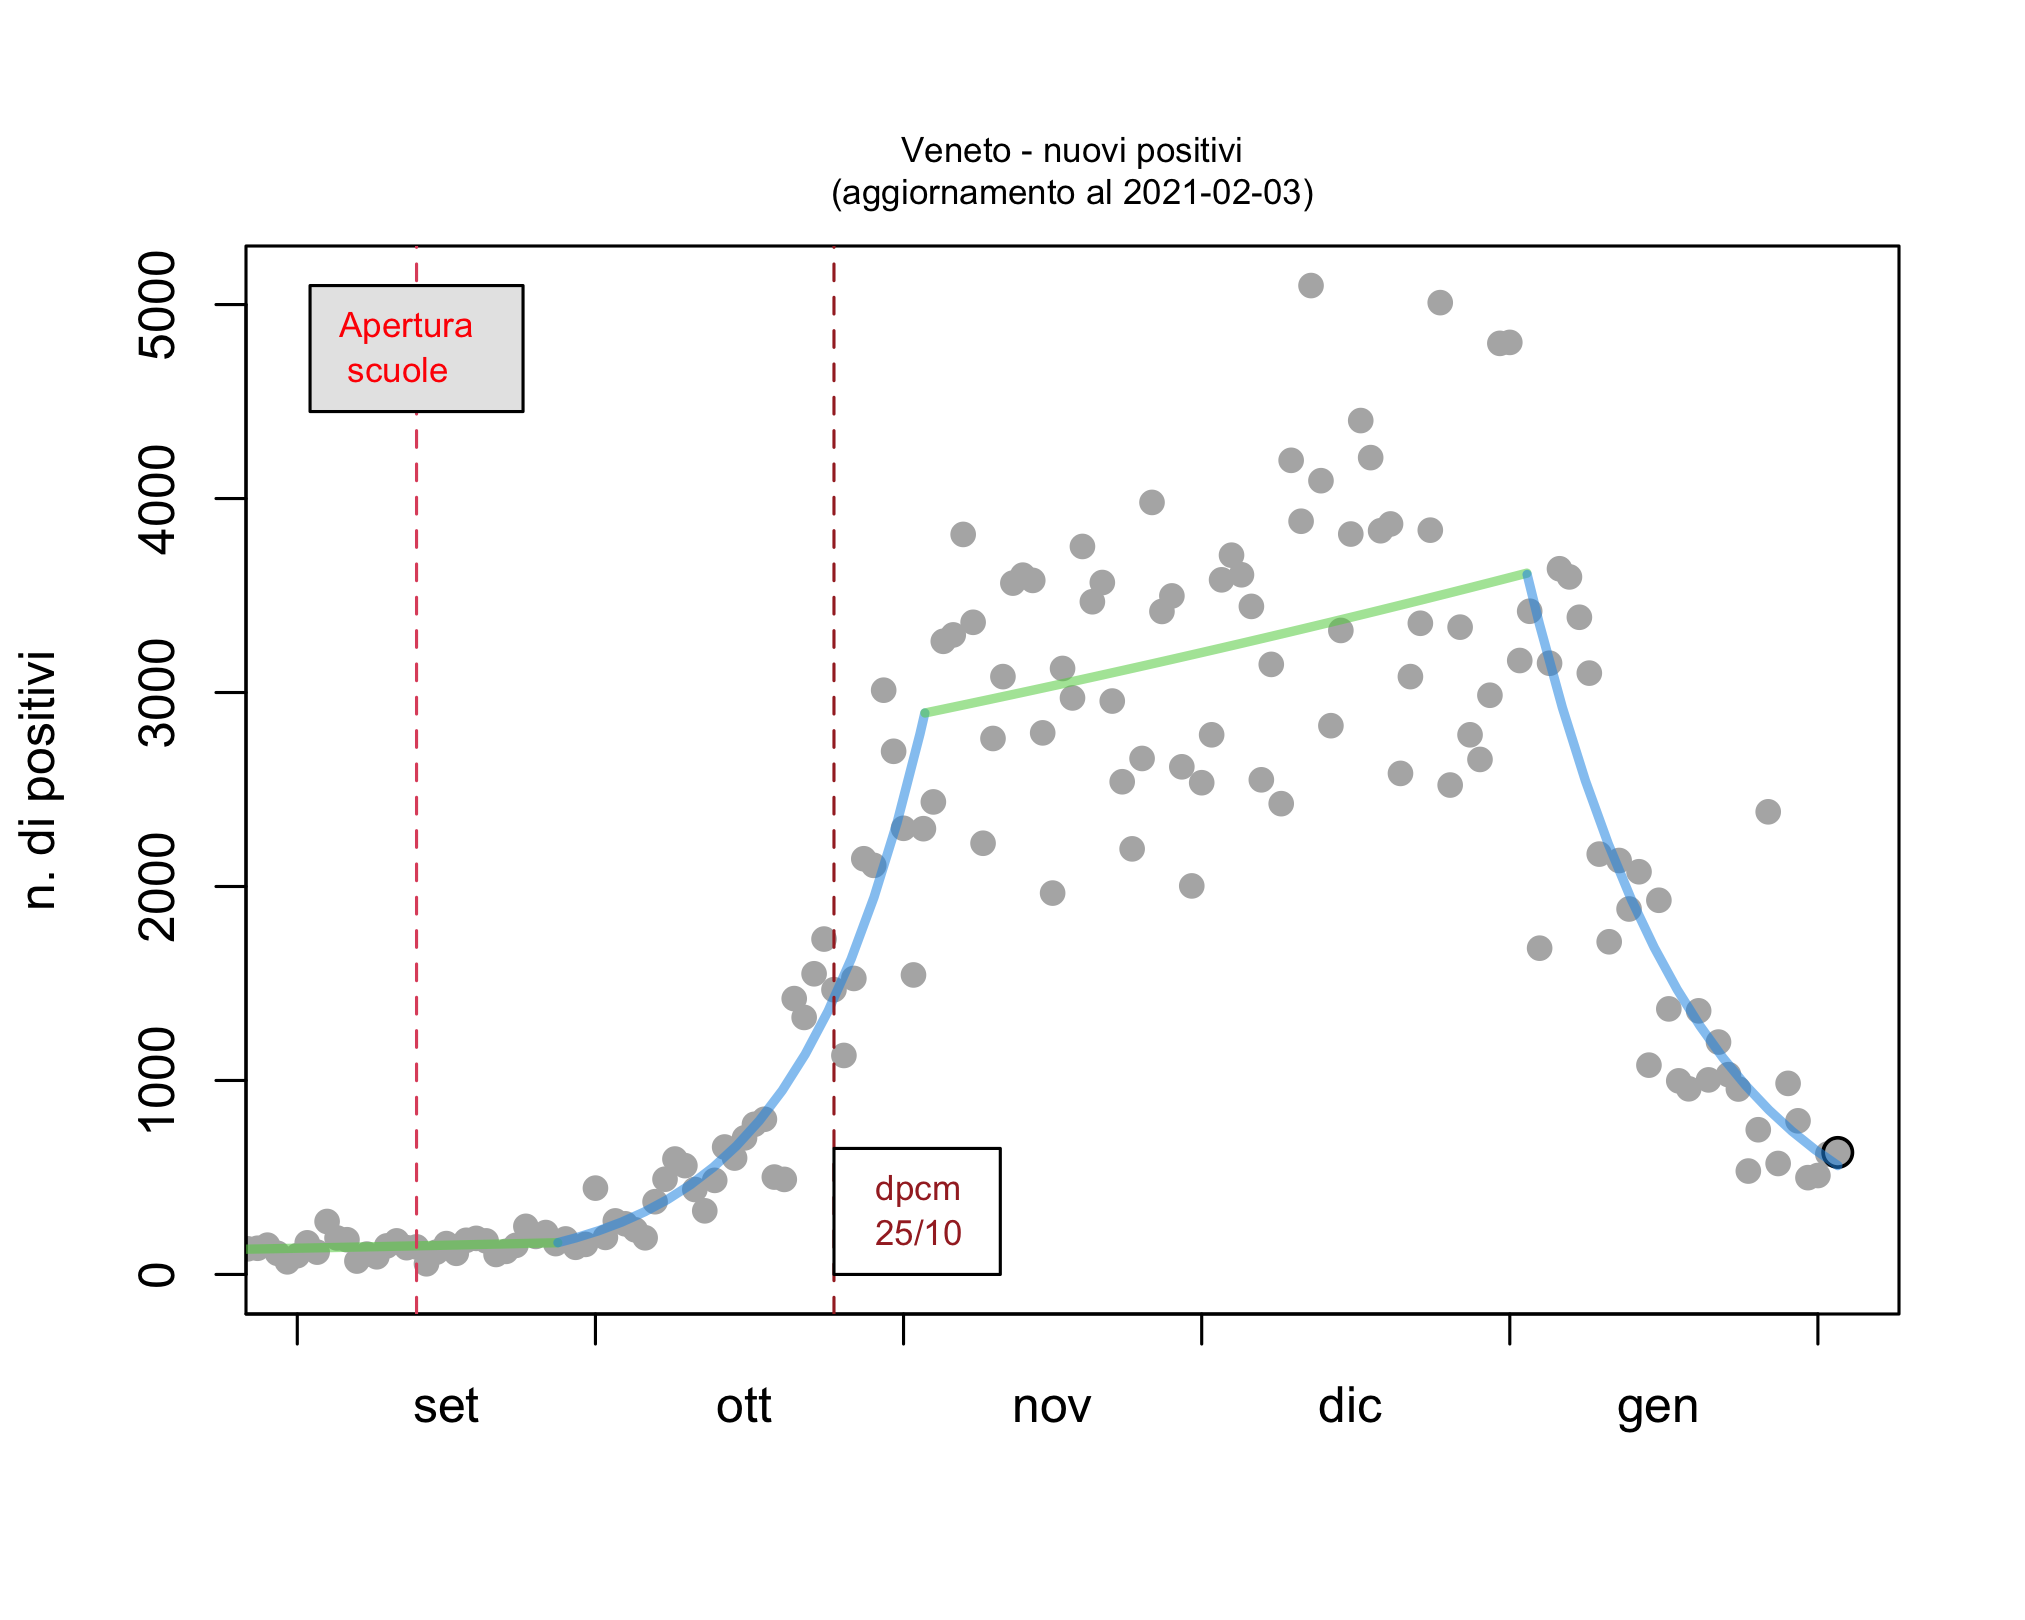 Veneto - nuovi positivi
(aggiornamento al 2021-02-03)
n. di positivi
5000
4000
3000
2000
1000
0
Apertura
scuole
dpcm
25/10
set
ott
nov
dic
gen